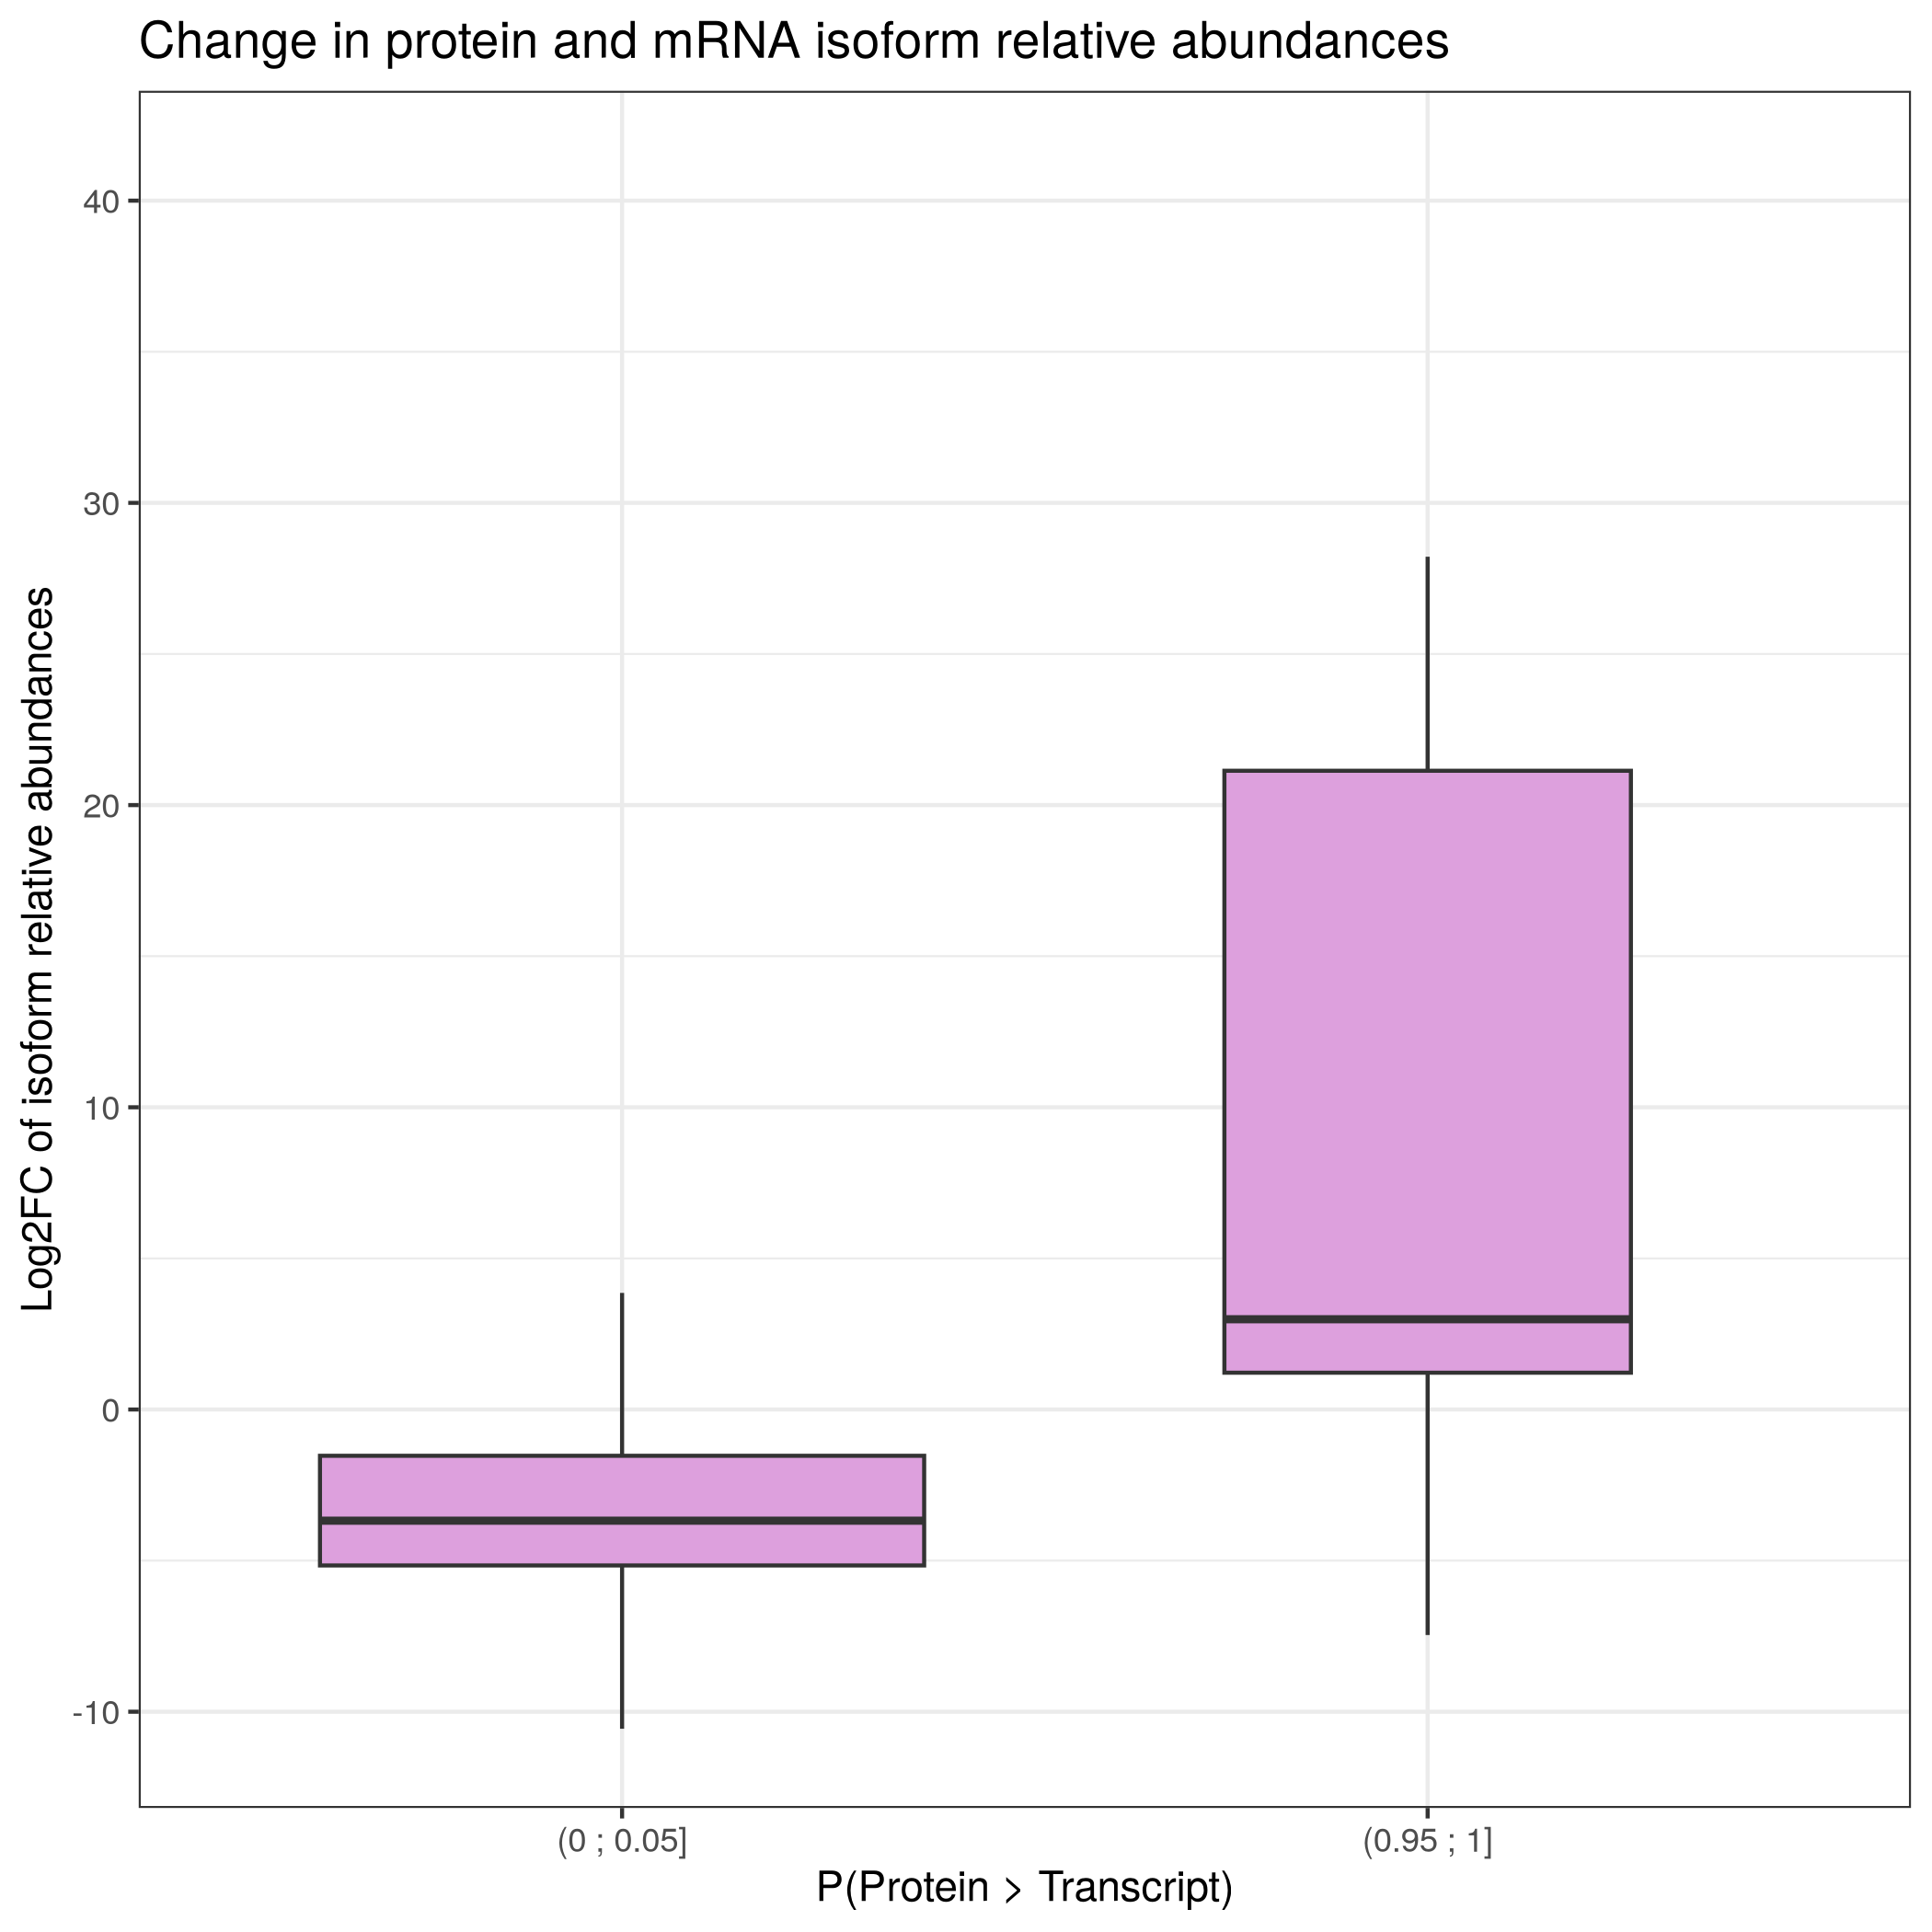 Change in protein and mRNA isoform relative abundances
Log2FC of isoform relative abundances
40
30
20
10
0
-10
(0 ; 0.05]
(0.95 ; 1]
P(Protein > Transcript)